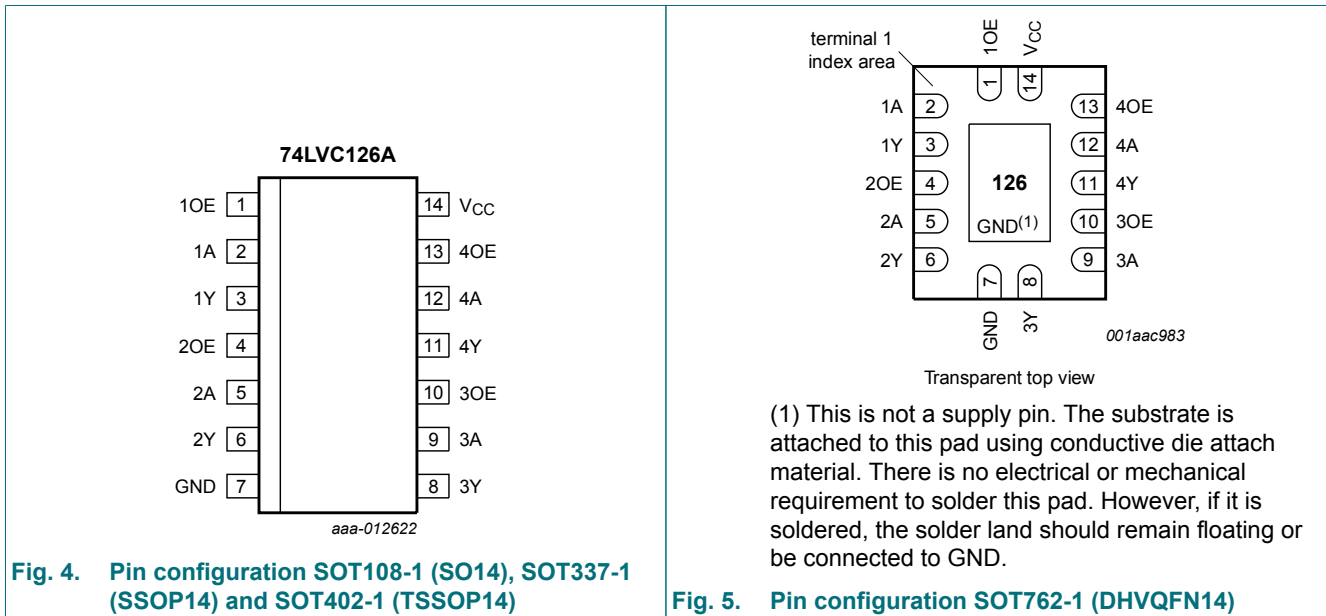 74LVC126A
1OE 1 14 VCC
1A 2 13 4OE
1Y 3 12 4A
2OE 4 11 4Y
2A 5 10 3OE
2Y 6 9 3A
GND 7 8 3Y
aaa-012622
Fig. 4. Pin configuration SOT108-1 (SO14), SOT337-1
(SSOP14) and SOT402-1 (TSSOP14)
terminal 1
index area
1OE VCC
1 14
1A 2 13 4OE
1Y 3 12 4A
2OE 4 126 11 4Y
2A 5 GND(1) 10 3OE
2Y 6 9 3A
7 8
GND 3Y
001aac983
Transparent top view
(1) This is not a supply pin. The substrate is
attached to this pad using conductive die attach
material. There is no electrical or mechanical
requirement to solder this pad. However, if it is
soldered, the solder land should remain floating or
be connected to GND.
Fig. 5. Pin configuration SOT762-1 (DHVQFN14)